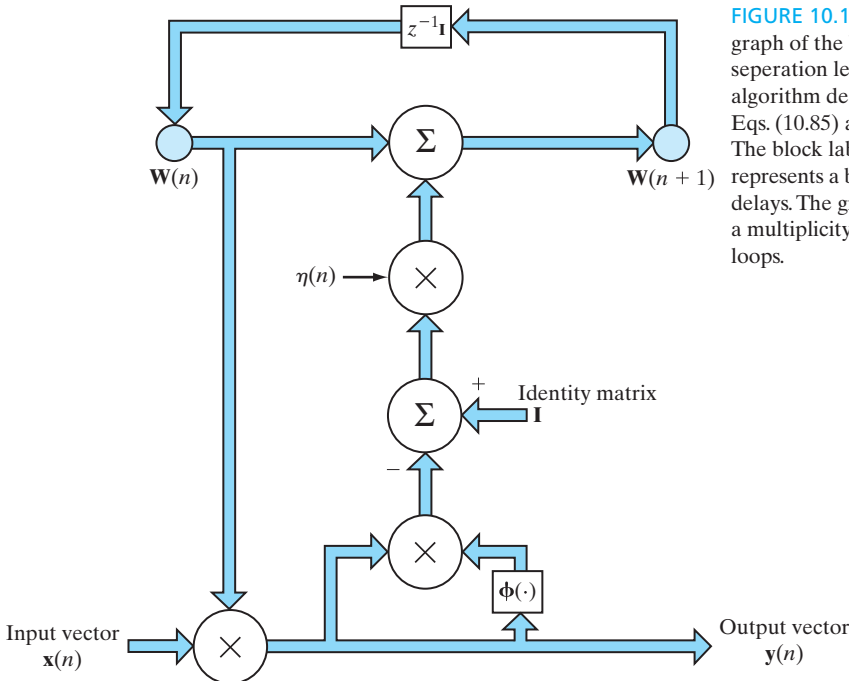 z⁻¹I
W(n)
Σ
W(n + 1)
η(n)
×
Σ
+
Identity matrix
I
−
×
ϕ(·)
Input vector
x(n)
×
Output vector
y(n)
FIGURE 10.1
graph of the
seperation le
algorithm de
Eqs. (10.85) a
The block lab
represents a b
delays. The g
a multiplicity
loops.